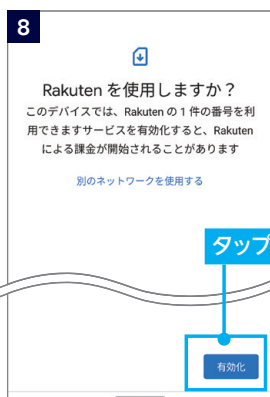 8
Rakuten を使用しますか？
このデバイスでは、Rakuten の 1 件の番号を利
用できますサービスを有効化すると、Rakuten
による課金が開始されることがあります
別のネットワークを使用する
タップ
有効化